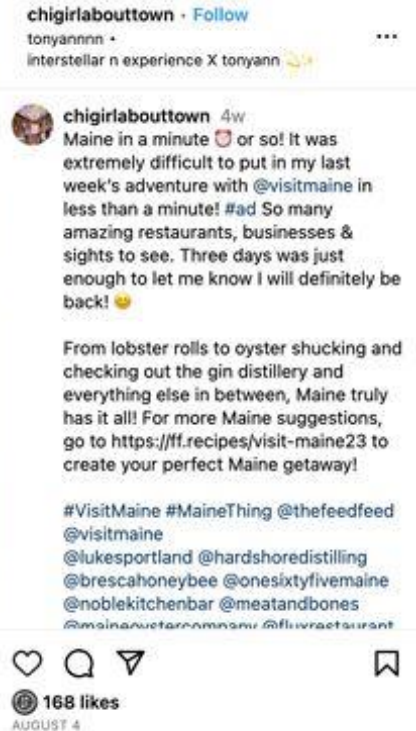 chigirlabouttown · Follow
tonyannnn •
interstellar n experience X tonyann 💫✨
chigirlabouttown 4w
Maine in a minute ⏰ or so! It was
extremely difficult to put in my last
week's adventure with @visitmaine in
less than a minute! #ad So many
amazing restaurants, businesses &
sights to see. Three days was just
enough to let me know I will definitely be
back! 😊
From lobster rolls to oyster shucking and
checking out the gin distillery and
everything else in between, Maine truly
has it all! For more Maine suggestions,
go to https://ff.recipes/visit-maine23 to
create your perfect Maine getaway!
#VisitMaine #MaineThing @thefeedfeed
@visitmaine
@lukesportland @hardshoredistilling
@brescahoneybee @onesixtyfivemaine
@noblekitchenbar @meatandbones
@maineoystercompany @fluxrestaurant
168 likes
AUGUST 4